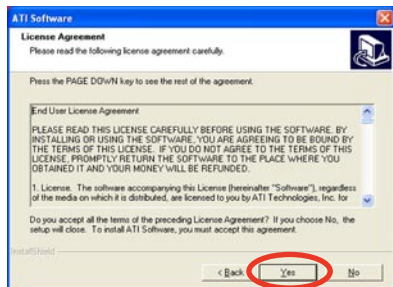 ATI Software
License Agreement
Please read the following license agreement carefully.
Press the PAGE DOWN key to see the rest of the agreement.
End User License Agreement
PLEASE READ THIS LICENSE CAREFULLY BEFORE USING THE SOFTWARE. BY
INSTALLING OR USING THE SOFTWARE, YOU ARE AGREEING TO BE BOUND BY
THE TERMS OF THIS LICENSE. IF YOU DO NOT AGREE TO THE TERMS OF THIS
LICENSE, PROMPTLY RETURN THE SOFTWARE TO THE PLACE WHERE YOU
OBTAINED IT AND YOUR MONEY WILL BE REFUNDED.
1. License. The software accompanying this License (hereinafter "Software"), regardless
of the media on which it is distributed, are licensed to you by ATI Technologies, Inc. for
Do you accept all the terms of the preceding License Agreement? If you choose No, the
setup will close. To install ATI Software, you must accept this agreement.
InstallShield
< Back Yes No